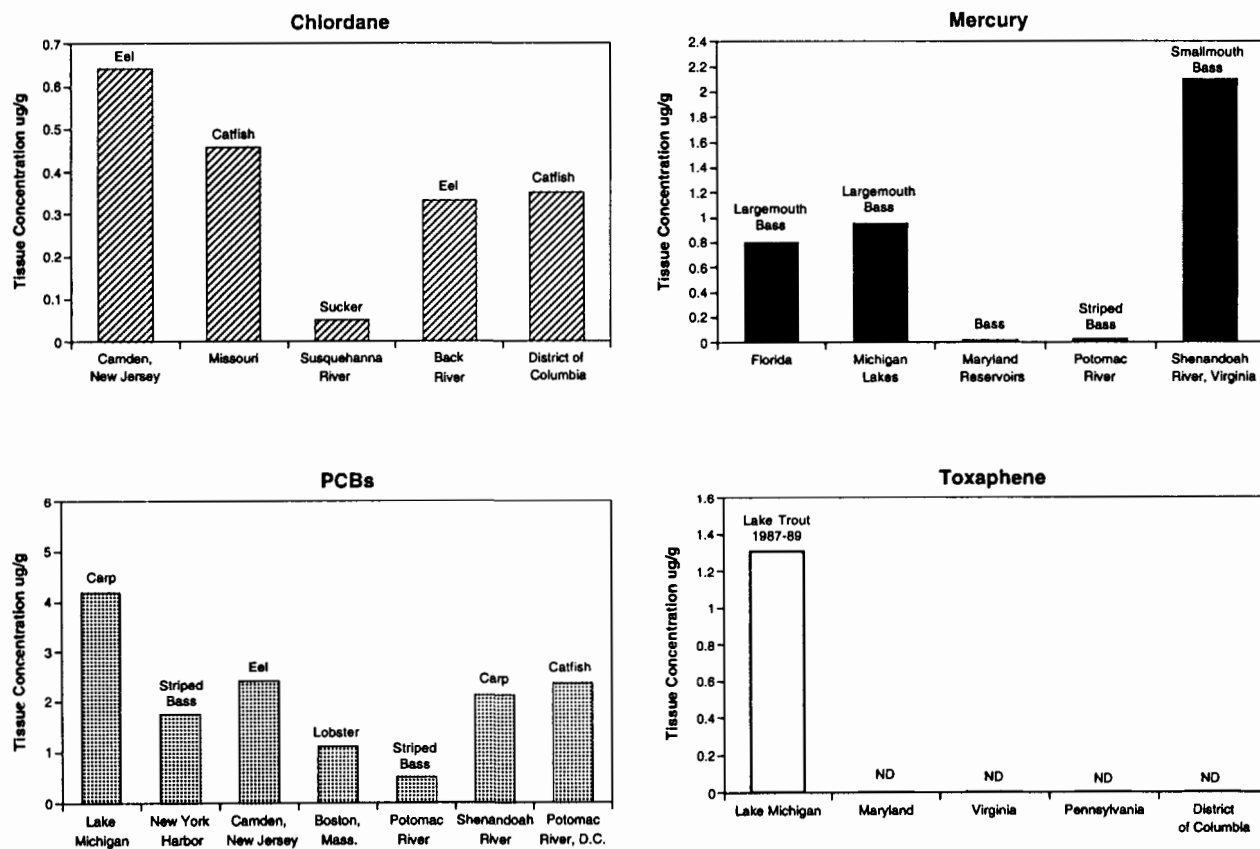 Chlordane
Tissue Concentration ug/g
0.7
0.6
0.5
0.4
0.3
0.2
0.1
0
Eel
Catfish
Sucker
Eel
Catfish
Camden,
New Jersey
Missouri
Susquehanna
River
Back
River
District of
Columbia
Mercury
Tissue Concentration ug/g
2.4
2.2
2
1.8
1.6
1.4
1.2
1
0.8
0.6
0.4
0.2
0
Largemouth
Bass
Largemouth
Bass
Bass
Striped
Bass
Smallmouth
Bass
Florida
Michigan
Lakes
Maryland
Reservoirs
Potomac
River
Shenandoah
River, Virginia
PCBs
Tissue Concentration ug/g
6
5
4
3
2
1
0
Carp
Striped
Bass
Eel
Lobster
Striped
Bass
Carp
Catfish
Lake
Michigan
New York
Harbor
Camden,
New Jersey
Boston,
Mass.
Potomac
River
Shenandoah
River
Potomac
River, D.C.
Toxaphene
Tissue Concentration ug/g
1.6
1.4
1.2
1
0.8
0.6
0.4
0.2
0
Lake Trout
1987-89
ND
ND
ND
ND
Lake Michigan
Maryland
Virginia
Pennsylvania
District
of Columbia